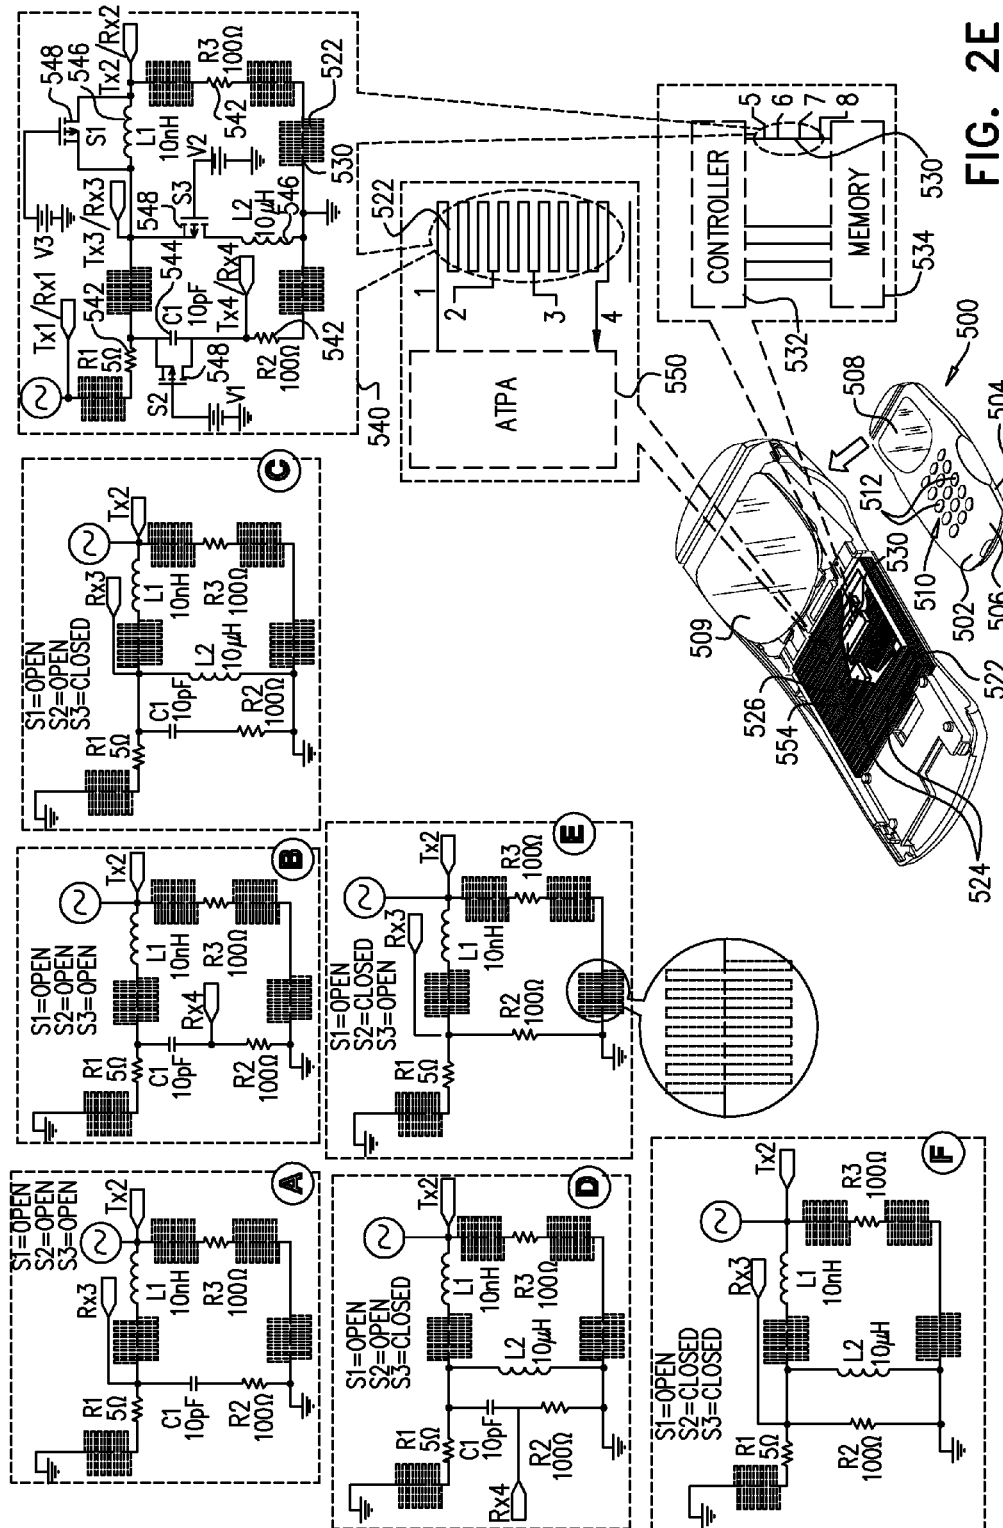 S1=OPEN
S2=OPEN
S3=OPEN
Rx3
Tx2
R1
5Ω
L1
10nH
C1
10pF
R2
100Ω
R3
100Ω
A
S1=OPEN
S2=OPEN
S3=OPEN
Tx2
R1
5Ω
L1
10nH
C1
10pF
Rx4
R2
100Ω
R3
100Ω
B
S1=OPEN
S2=OPEN
S3=CLOSED
Rx3
Tx2
R1
5Ω
L1
10nH
C1
10pF
L2
10µH
R2
100Ω
R3
100Ω
C
S1=OPEN
S2=OPEN
S3=CLOSED
Tx2
R1
5Ω
L1
10nH
C1
10pF
L2
10µH
Rx4
R2
100Ω
R3
100Ω
D
S1=OPEN
S2=CLOSED
S3=OPEN
Rx3
Tx2
R1
5Ω
L1
10nH
R2
100Ω
R3
100Ω
E
S1=OPEN
S2=CLOSED
S3=CLOSED
Rx3
Tx2
R1
5Ω
L1
10nH
L2
10µH
R2
100Ω
R3
100Ω
F
Tx1/Rx1
V3
548
546
R1
5Ω
542
Tx3/Rx3
S1
Tx2/Rx2
L1
10nH
544
C1
10pF
548
S3
V2
R3
100Ω
542
S2
548
L2
10µH
546
Tx4/Rx4
V1
R2
100Ω
542
522
530
540
ATPA
1
2
3
4
522
550
CONTROLLER
5
6
7
8
532
MEMORY
534
530
509
526
554
524
522
530
508
500
510
512
502
504
506
FIG. 2E